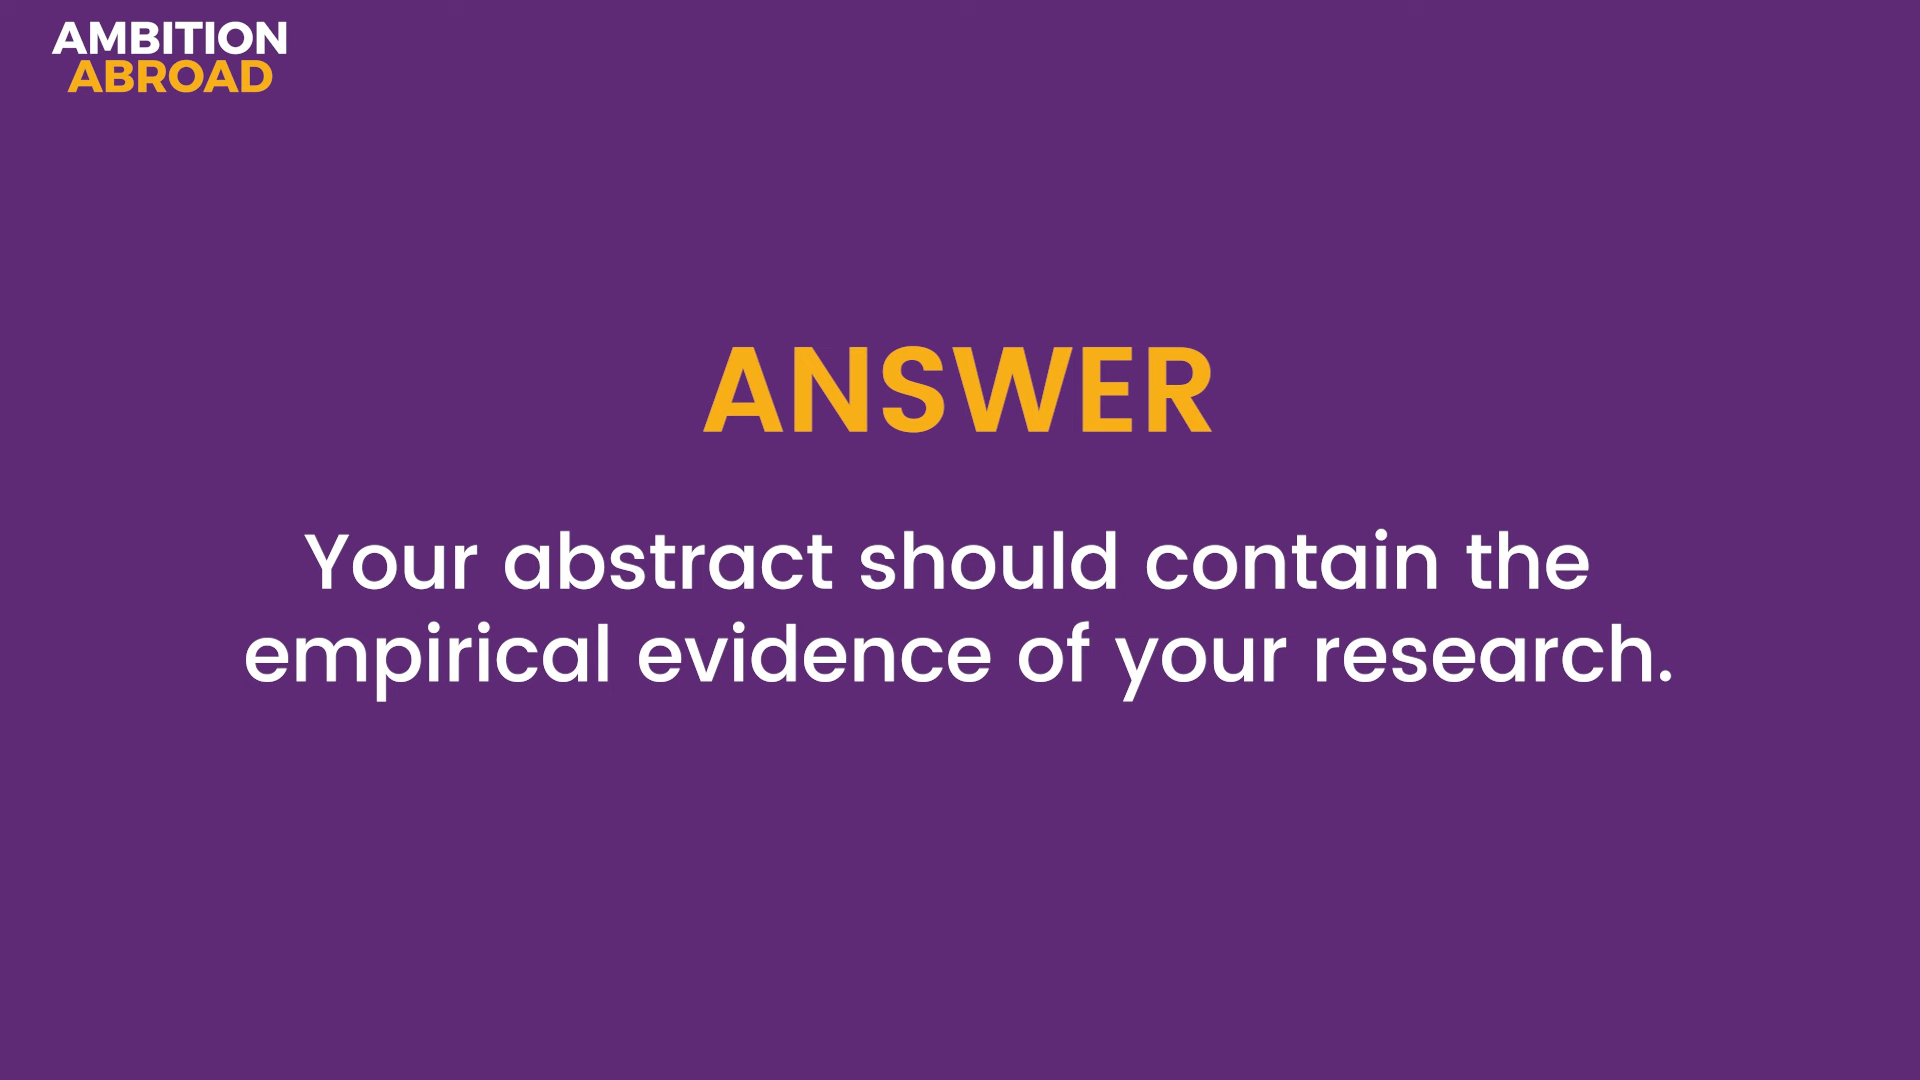 AMBITION
ABROAD
ANSWER
Your abstract should contain the
empirical evidence of your research.